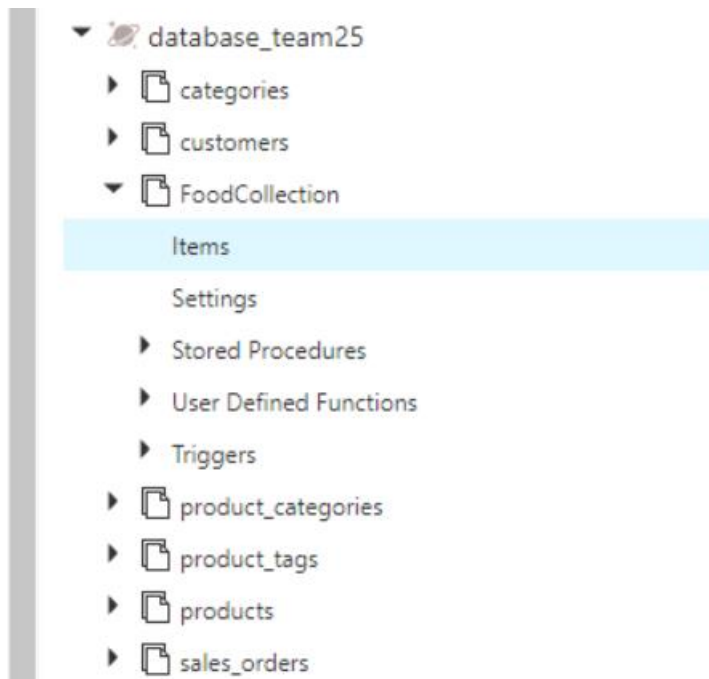 database_team25
categories
customers
FoodCollection
Items
Settings
Stored Procedures
User Defined Functions
Triggers
product_categories
product_tags
products
sales_orders